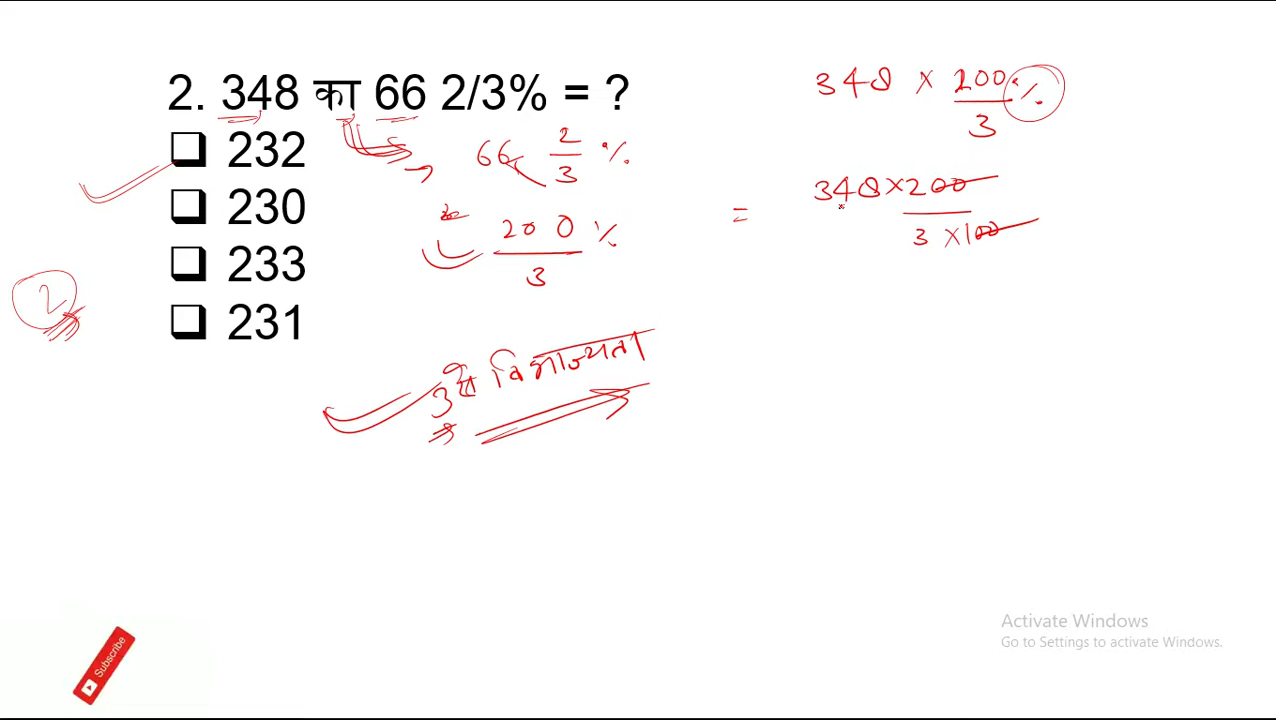 2. 348 का 66 2/3% = ?
232
230
233
231
66 2/3 %
200/3 %
3 से विभाज्यता
2
348 × 200/3 %
= 348×200/3×100
Activate Windows
Go to Settings to activate Windows.
Subscribe